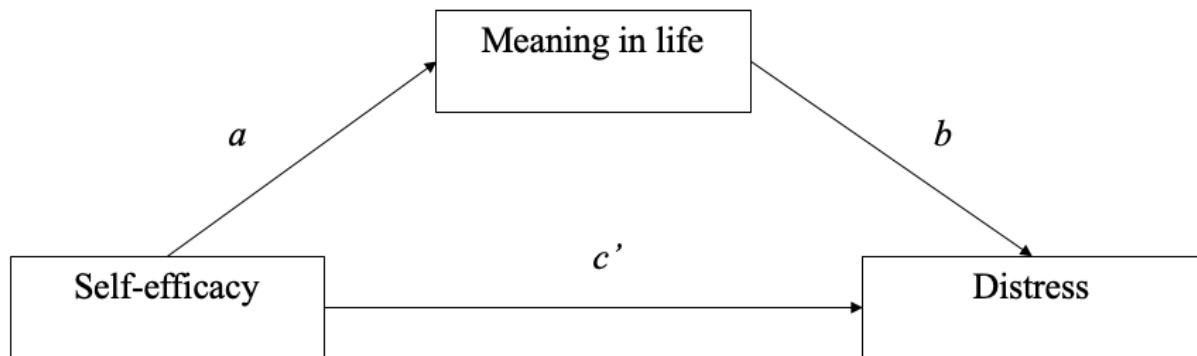 Meaning in life
a
b
c’
Self-efficacy
Distress